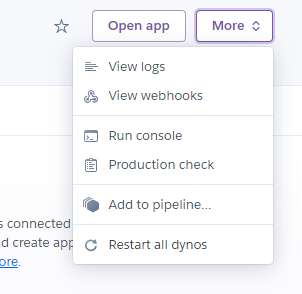 Open app
More
View logs
View webhooks
Run console
Production check
Add to pipeline...
Restart all dynos
s connected
d create app
ore.